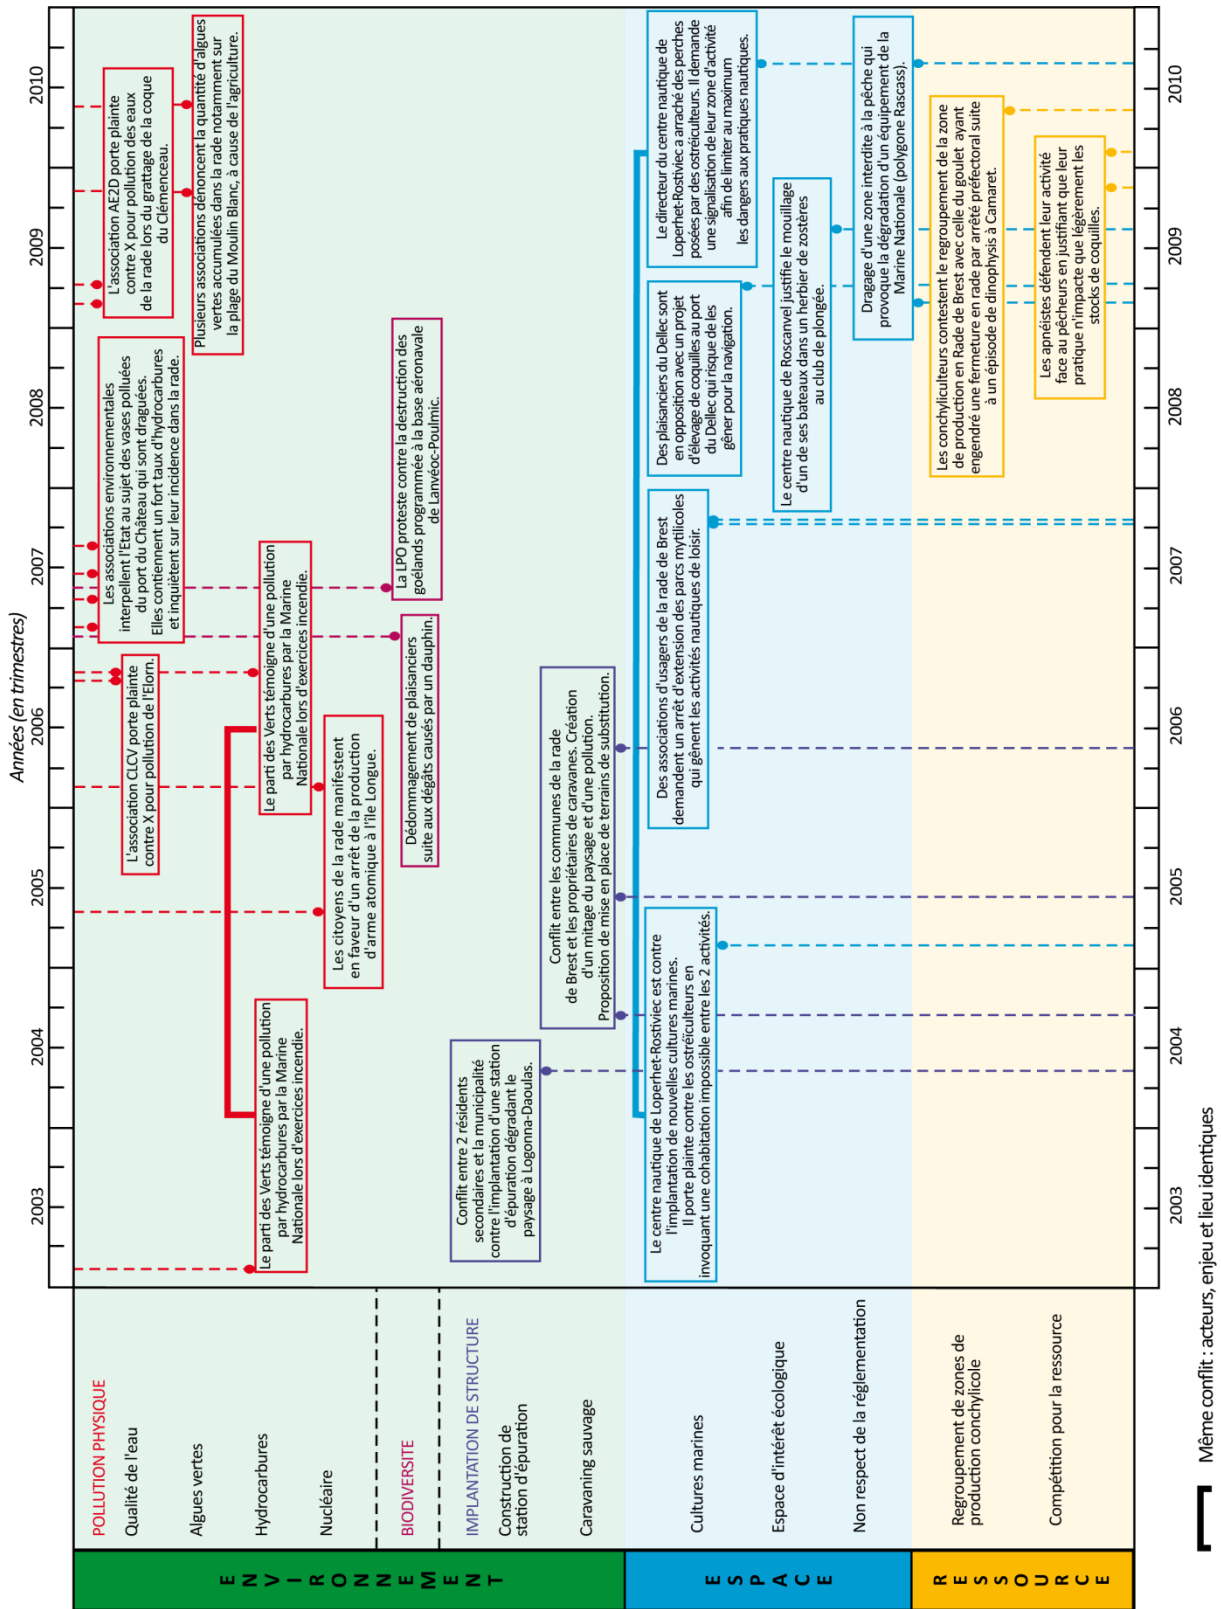 Années (en trimestres)
2003
2004
2005
2006
2007
2008
2009
2010
ENVIRONNEMENT
POLLUTION PHYSIQUE
Qualité de l'eau
L'association CLCV porte plainte
contre X pour pollution de l'Elorn.
Les associations environnementales
interpellent l'Etat au sujet des vases polluées
du port du Château qui sont draguées.
Elles contiennent un fort taux d'hydrocarbures
et inquiètent sur leur incidence dans la rade.
L'association AE2D porte plainte
contre X pour pollution des eaux
de la rade lors du grattage de la coque
du Clémenceau.
Algues vertes
Plusieurs associations dénoncent la quantité d'algues
vertes accumulées dans la rade notamment sur
la plage du Moulin Blanc, à cause de l'agriculture.
Hydrocarbures
Le parti des Verts témoigne d'une pollution
par hydrocarbures par la Marine
Nationale lors d'exercices incendie.
Le parti des Verts témoigne d'une pollution
par hydrocarbures par la Marine
Nationale lors d'exercices incendie.
Nucléaire
Les citoyens de la rade manifestent
en faveur d'un arrêt de la production
d'arme atomique à l'île Longue.
BIODIVERSITE
Dédommagement de plaisanciers
suite aux dégâts causés par un dauphin.
La LPO proteste contre la destruction des
goélands programmée à la base aéronavale
de Lanvéoc-Poulmic.
IMPLANTATION DE STRUCTURE
Construction de
station d'épuration
Conflit entre 2 résidents
secondaires et la municipalité
contre l'implantation d'une station
d'épuration dégradant le
paysage à Logonna-Daoulas.
Caravaning sauvage
Conflit entre les communes de la rade
de Brest et les propriétaires de caravanes. Création
d'un mitage du paysage et d'une pollution.
Proposition de mise en place de terrains de substitution.
ESPACE
Cultures marines
Le centre nautique de Loperhet-Rostiviec est contre
l'implantation de nouvelles cultures marines.
Il porte plainte contre les ostréiculteurs en
invoquant une cohabitation impossible entre les 2 activités.
Des associations d'usagers de la rade de Brest
demandent un arrêt d'extension des parcs mytilicoles
qui gênent les activités nautiques de loisir.
Des plaisanciers du Dellec sont
en opposition avec un projet
d'élevage de coquilles au port
du Dellec qui risque de les
gêner pour la navigation.
Le directeur du centre nautique de
Loperhet-Rostiviec a arraché des perches
posées par des ostréiculteurs. Il demande
une signalisation de leur zone d'activité
afin de limiter au maximum
les dangers aux pratiques nautiques.
Espace d'intérêt écologique
Le centre nautique de Roscanvel justifie le mouillage
d'un de ses bateaux dans un herbier de zostères
au club de plongée.
Non respect de la réglementation
Dragage d'une zone interdite à la pêche qui
provoque la dégradation d'un équipement de la
Marine Nationale (polygone Rascass).
RESSOURCE
Regroupement de zones de
production conchylicole
Les conchyliculteurs contestent le regroupement de la zone
de production en Rade de Brest avec celle du goulet ayant
engendré une fermeture en rade par arrêté préfectoral suite
à un épisode de dinophysis à Camaret.
Compétition pour la ressource
Les apnéistes défendent leur activité
face au pêcheurs en justifiant que leur
pratique n'impacte que légèrement les
stocks de coquilles.
2003
2004
2005
2006
2007
2008
2009
2010
Même conflit : acteurs, enjeu et lieu identiques